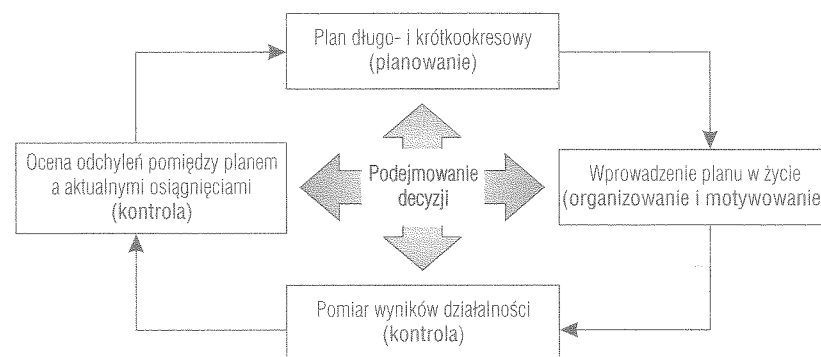 Plan długo- i krótkookresowy
(planowanie)
Ocena odchyleń pomiędzy planem
a aktualnymi osiągnięciami
(kontrola)
Podejmowanie
decyzji
Wprowadzenie planu w życie
(organizowanie i motywowanie
Pomiar wyników działalności
(kontrola)